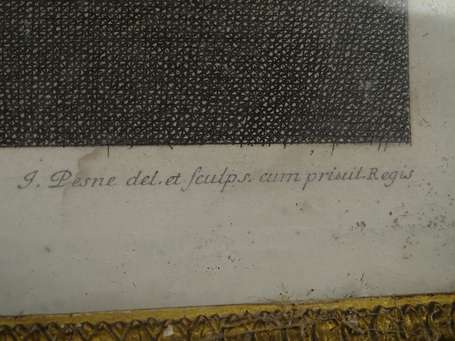 J. Pesne del. et sculps. cum priuil. Regis